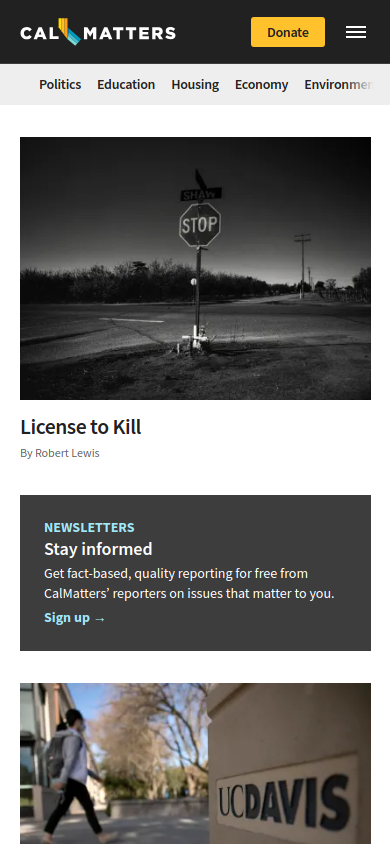 CAL MATTERS
Donate
Politics Education Housing Economy Environmen
SHAW
STOP
License to Kill
By Robert Lewis
NEWSLETTERS
Stay informed
Get fact-based, quality reporting for free from
CalMatters’ reporters on issues that matter to you.
Sign up →
UCDAVIS